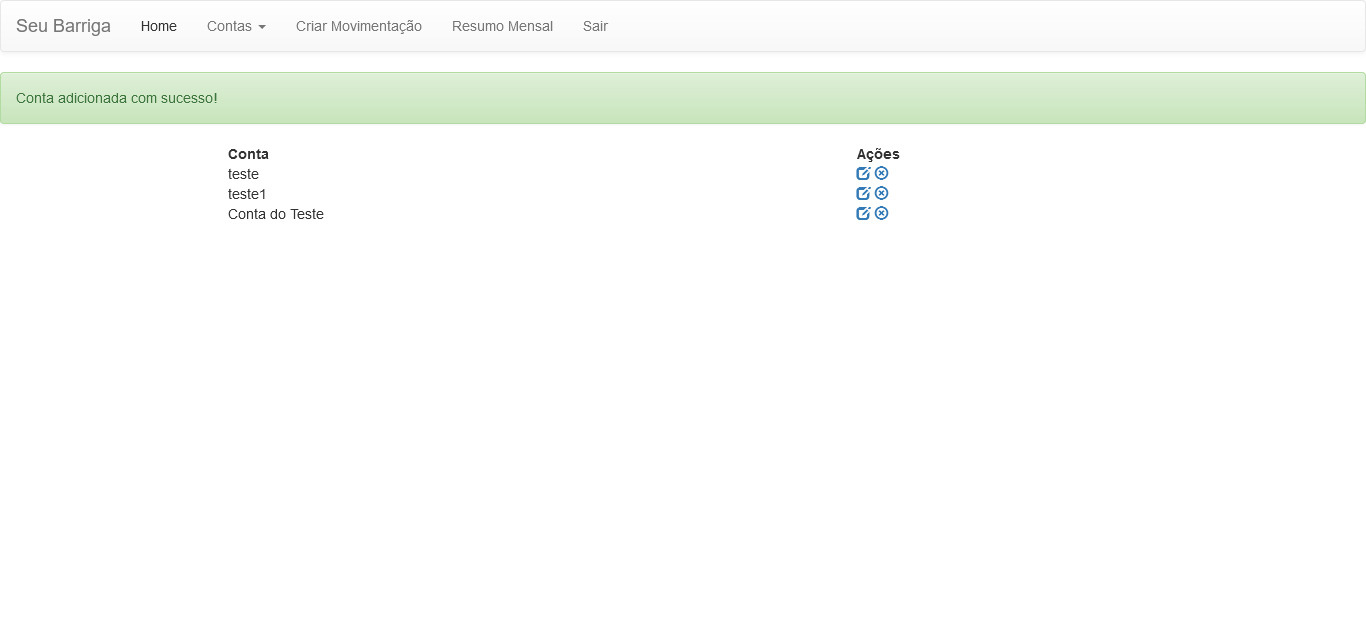 Seu Barriga Home Contas Criar Movimentação Resumo Mensal Sair
Conta adicionada com sucesso!
Conta Ações
teste
teste1
Conta do Teste